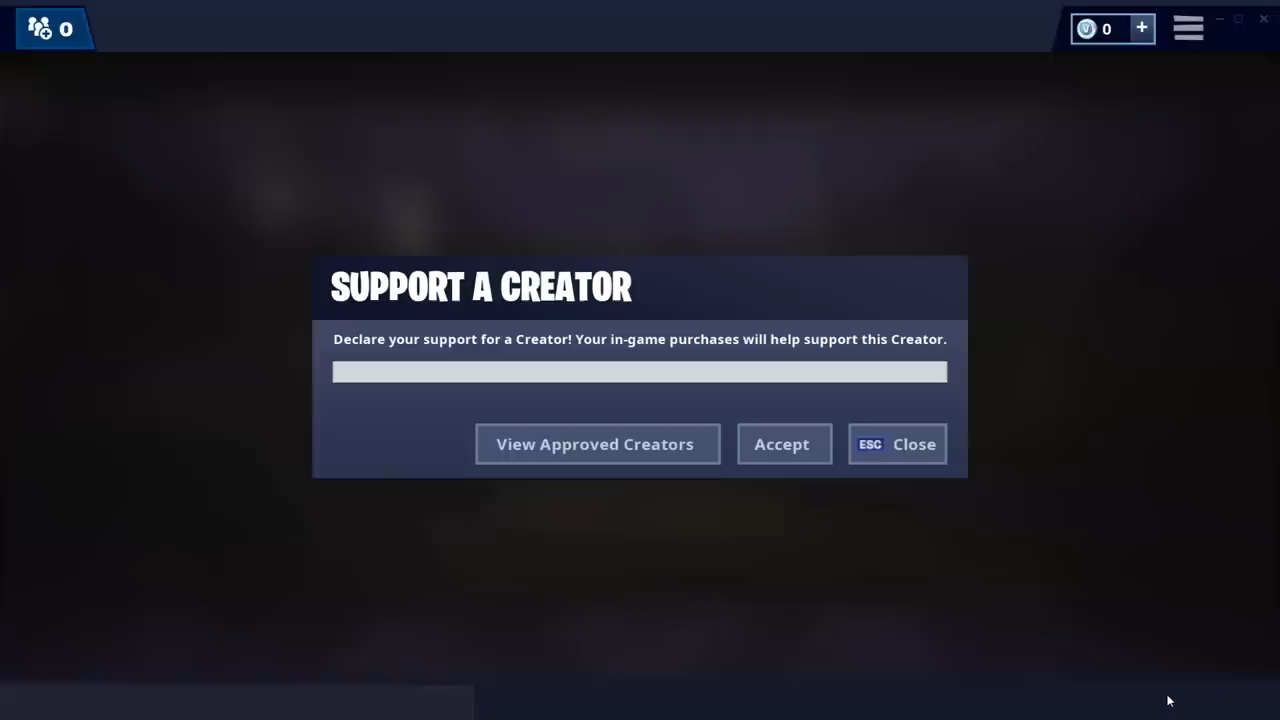 0
0 +
SUPPORT A CREATOR
Declare your support for a Creator! Your in-game purchases will help support this Creator.
View Approved Creators
Accept
ESC Close